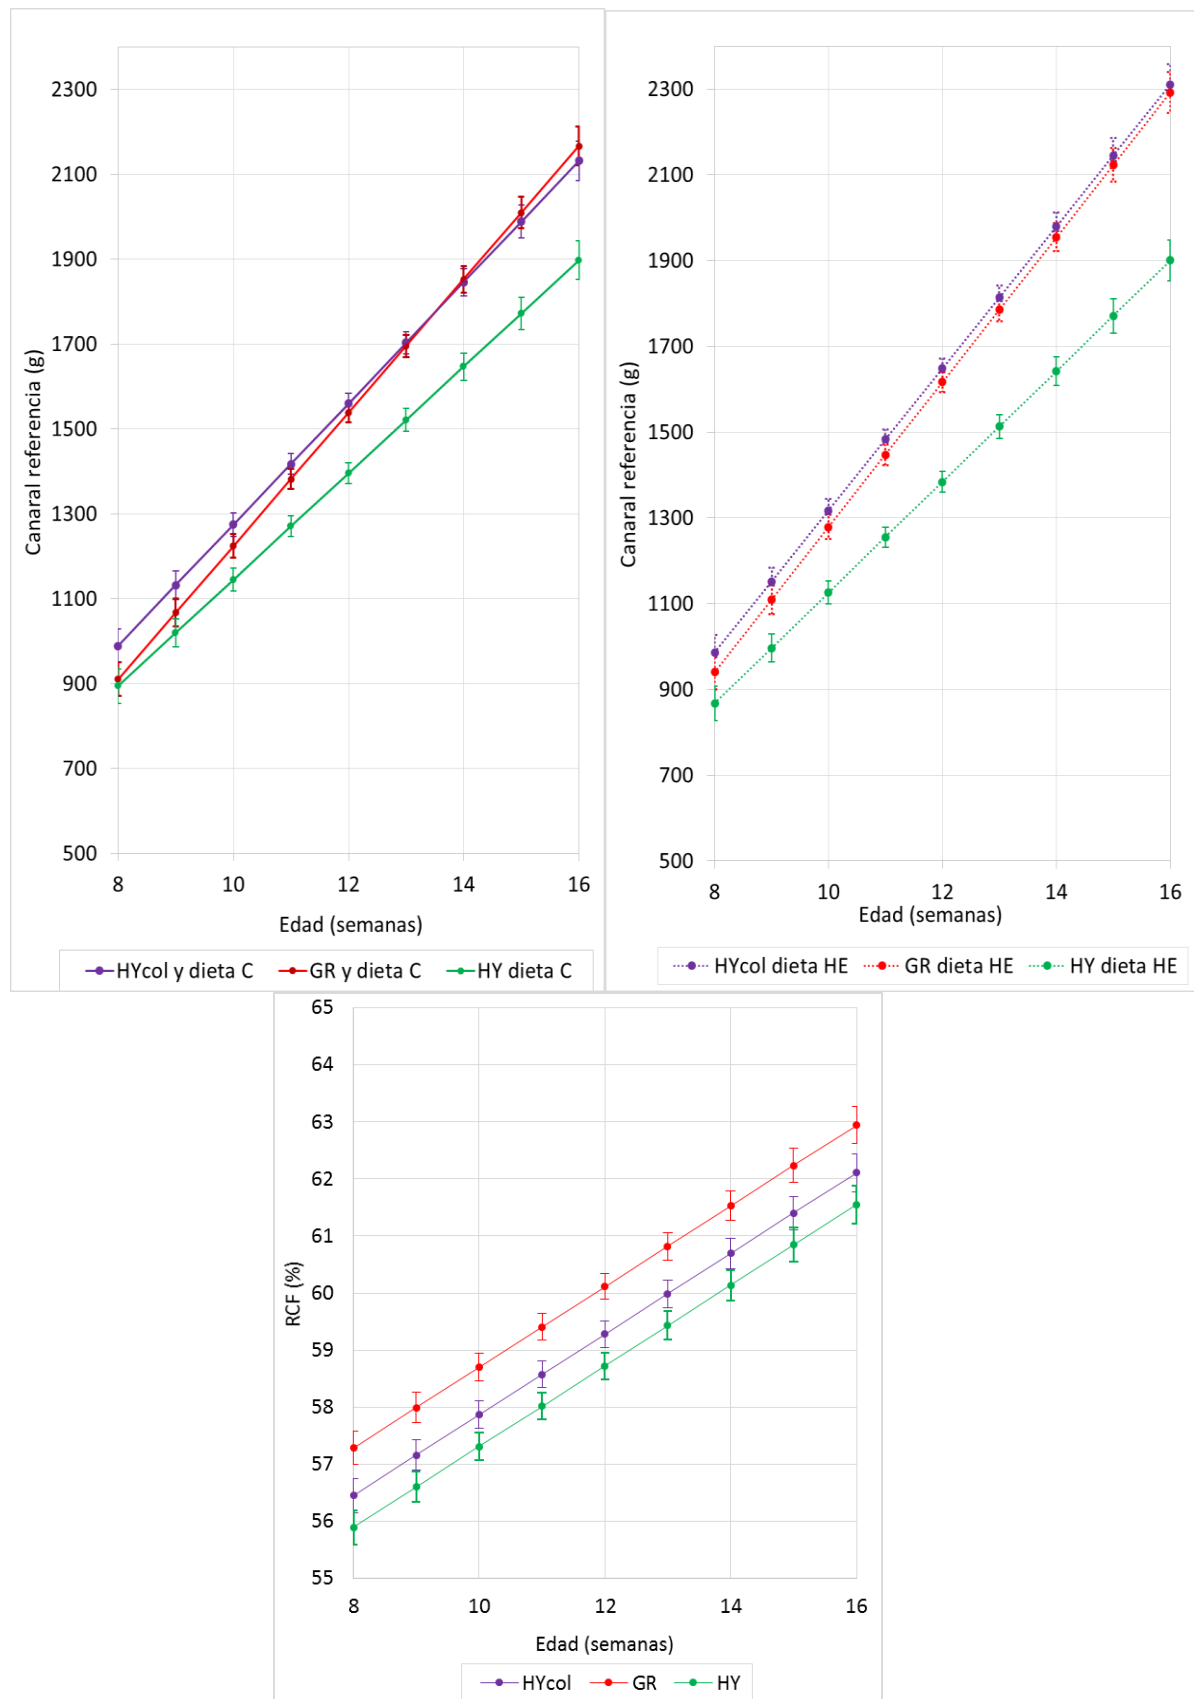 2300
2100
1900
1700
1500
1300
1100
900
700
500
Canaral referencia (g)
8 10 12 14 16
Edad (semanas)
HYcol y dieta C GR y dieta C HY dieta C
2300
2100
1900
1700
1500
1300
1100
900
700
500
Canaral referencia (g)
8 10 12 14 16
Edad (semanas)
HYcol dieta HE GR dieta HE HY dieta HE
65
64
63
62
61
60
59
58
57
56
55
RCF (%)
8 10 12 14 16
Edad (semanas)
HYcol GR HY